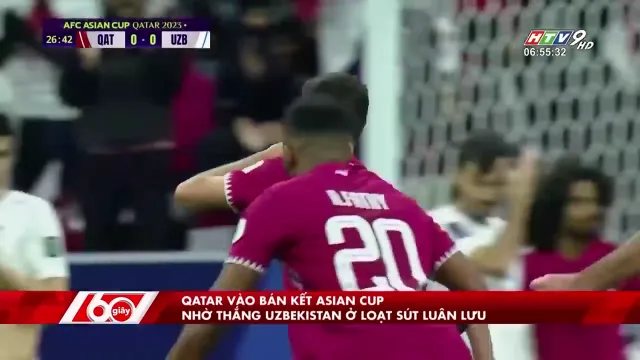 AFC ASIAN CUP QATAR 2023
26:42 QAT 0 0 UZB
HTV9 HD
06:55:32
20
60 giây
QATAR VÀO BÁN KẾT ASIAN CUP
NHỜ THẮNG UZBEKISTAN Ở LOẠT SÚT LUÂN LƯU